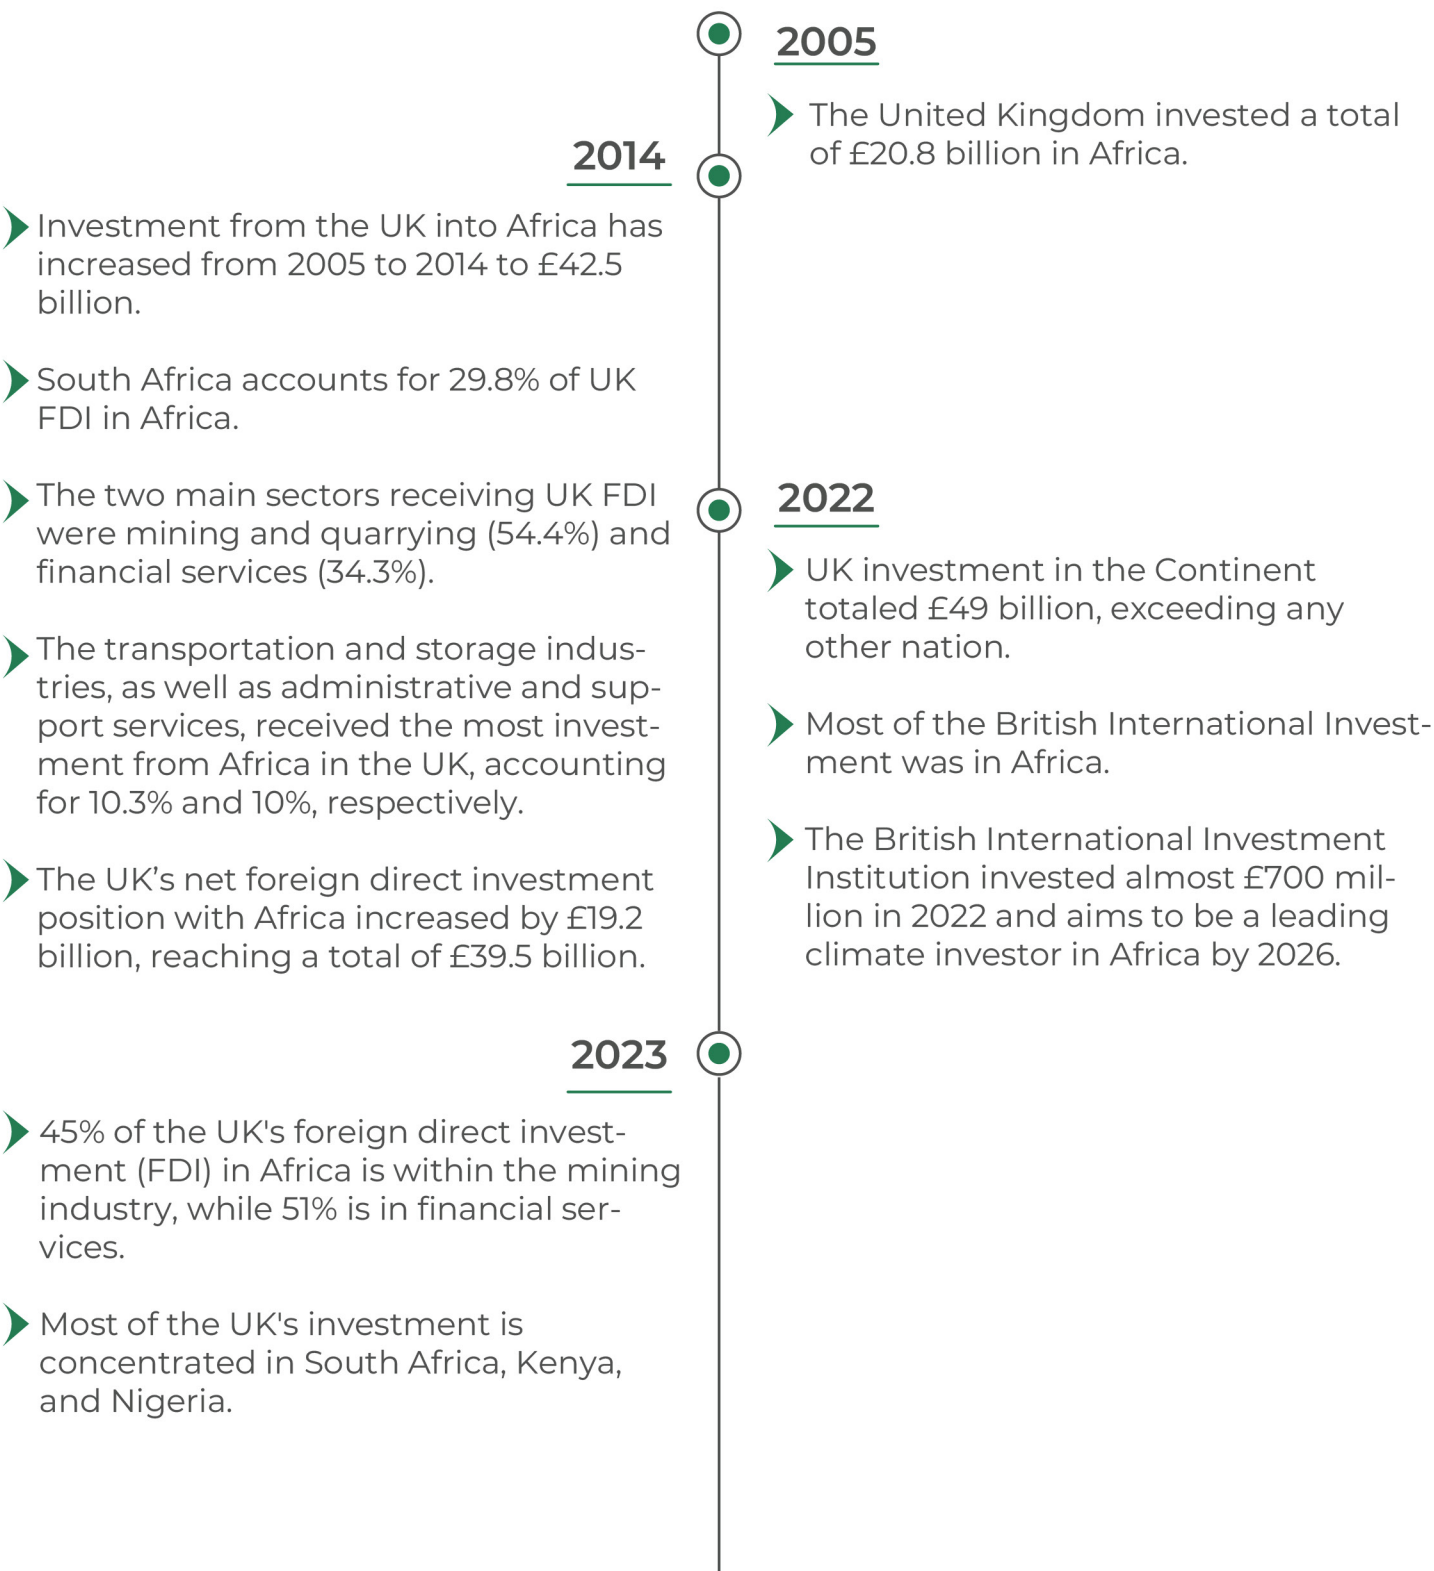 2005
The United Kingdom invested a total
of £20.8 billion in Africa.
2014
Investment from the UK into Africa has
increased from 2005 to 2014 to £42.5
billion.
South Africa accounts for 29.8% of UK
FDI in Africa.
The two main sectors receiving UK FDI
were mining and quarrying (54.4%) and
financial services (34.3%).
The transportation and storage indus-
tries, as well as administrative and sup-
port services, received the most invest-
ment from Africa in the UK, accounting
for 10.3% and 10%, respectively.
The UK’s net foreign direct investment
position with Africa increased by £19.2
billion, reaching a total of £39.5 billion.
2022
UK investment in the Continent
totaled £49 billion, exceeding any
other nation.
Most of the British International Invest-
ment was in Africa.
The British International Investment
Institution invested almost £700 mil-
lion in 2022 and aims to be a leading
climate investor in Africa by 2026.
2023
45% of the UK's foreign direct invest-
ment (FDI) in Africa is within the mining
industry, while 51% is in financial ser-
vices.
Most of the UK's investment is
concentrated in South Africa, Kenya,
and Nigeria.